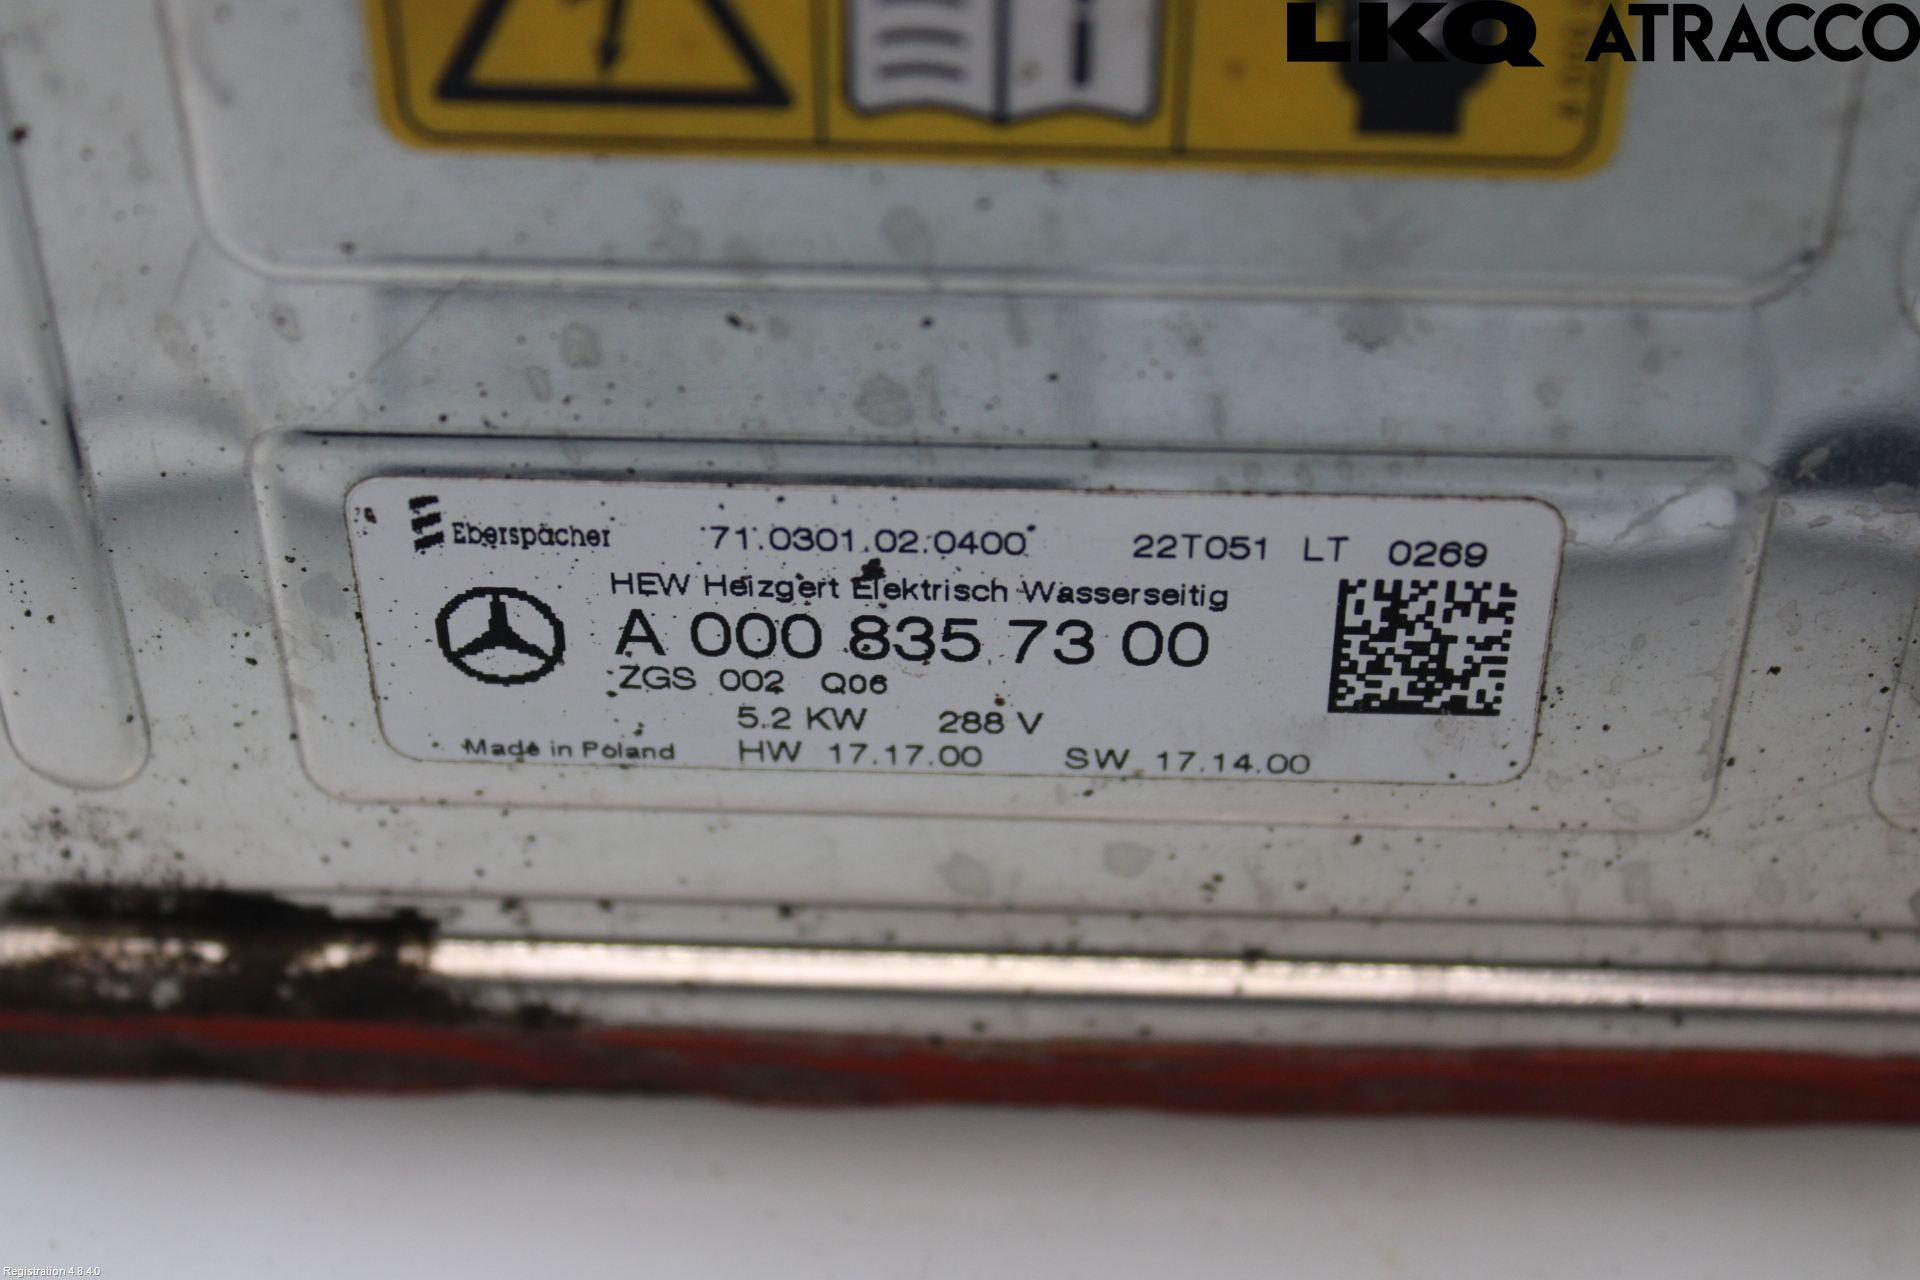 LKQ ATRACCO
Eberspächer 71.0301.02.0400 22T051 LT 0269
HEW Heizgert Elektrisch Wasserseitig
A 000 835 73 00
ZGS 002 Q06
5.2 KW 288 V
Made in Poland HW 17.17.00 SW 17.14.00
Registration 4.8.4.0